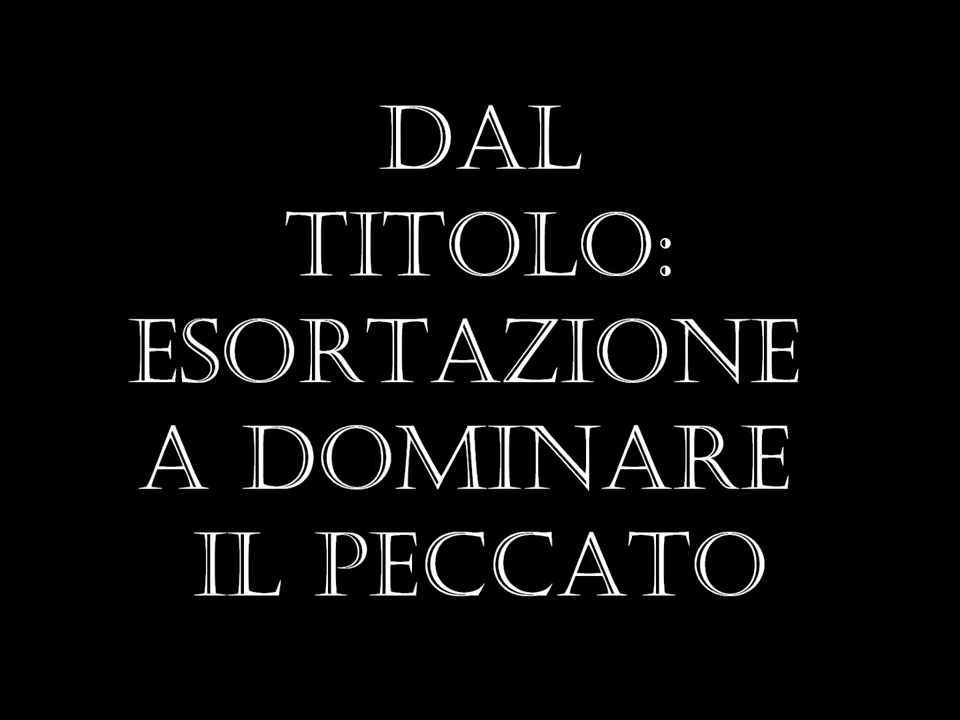 DAL
TITOLO:
ESORTAZIONE
A DOMINARE
IL PECCATO